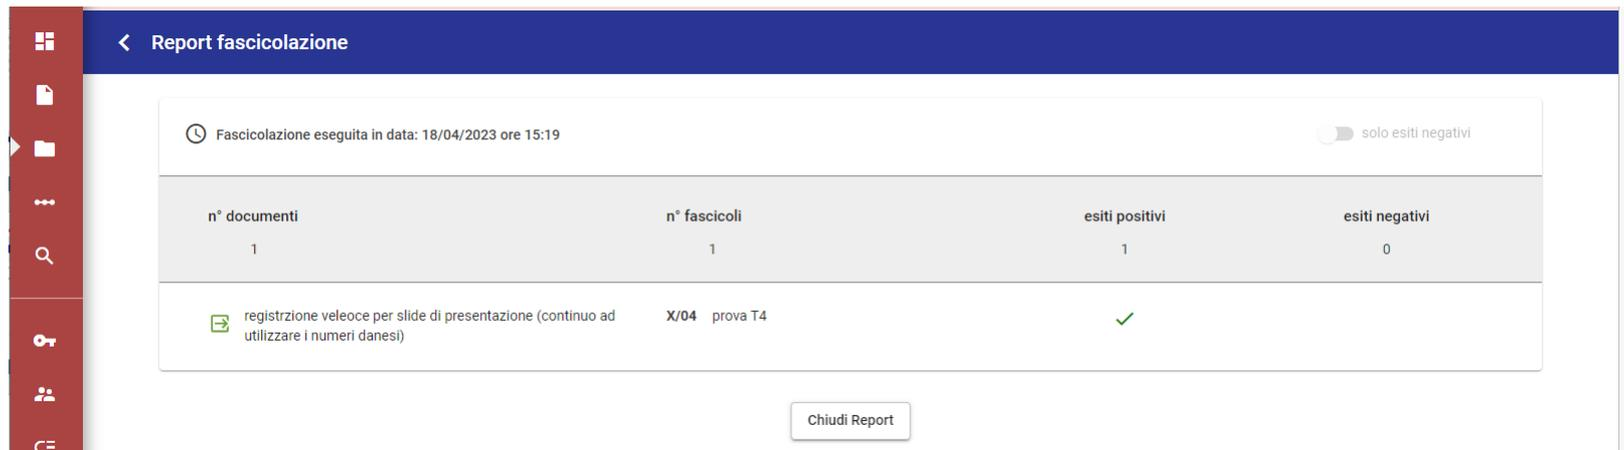 Report fascicolazione
Fascicolazione eseguita in data: 18/04/2023 ore 15:19
solo esiti negativi
n° documenti n° fascicoli esiti positivi esiti negativi
1 1 1 0
registrzione veleoce per slide di presentazione (continuo ad X/04 prova T4
utilizzare i numeri danesi)
Chiudi Report